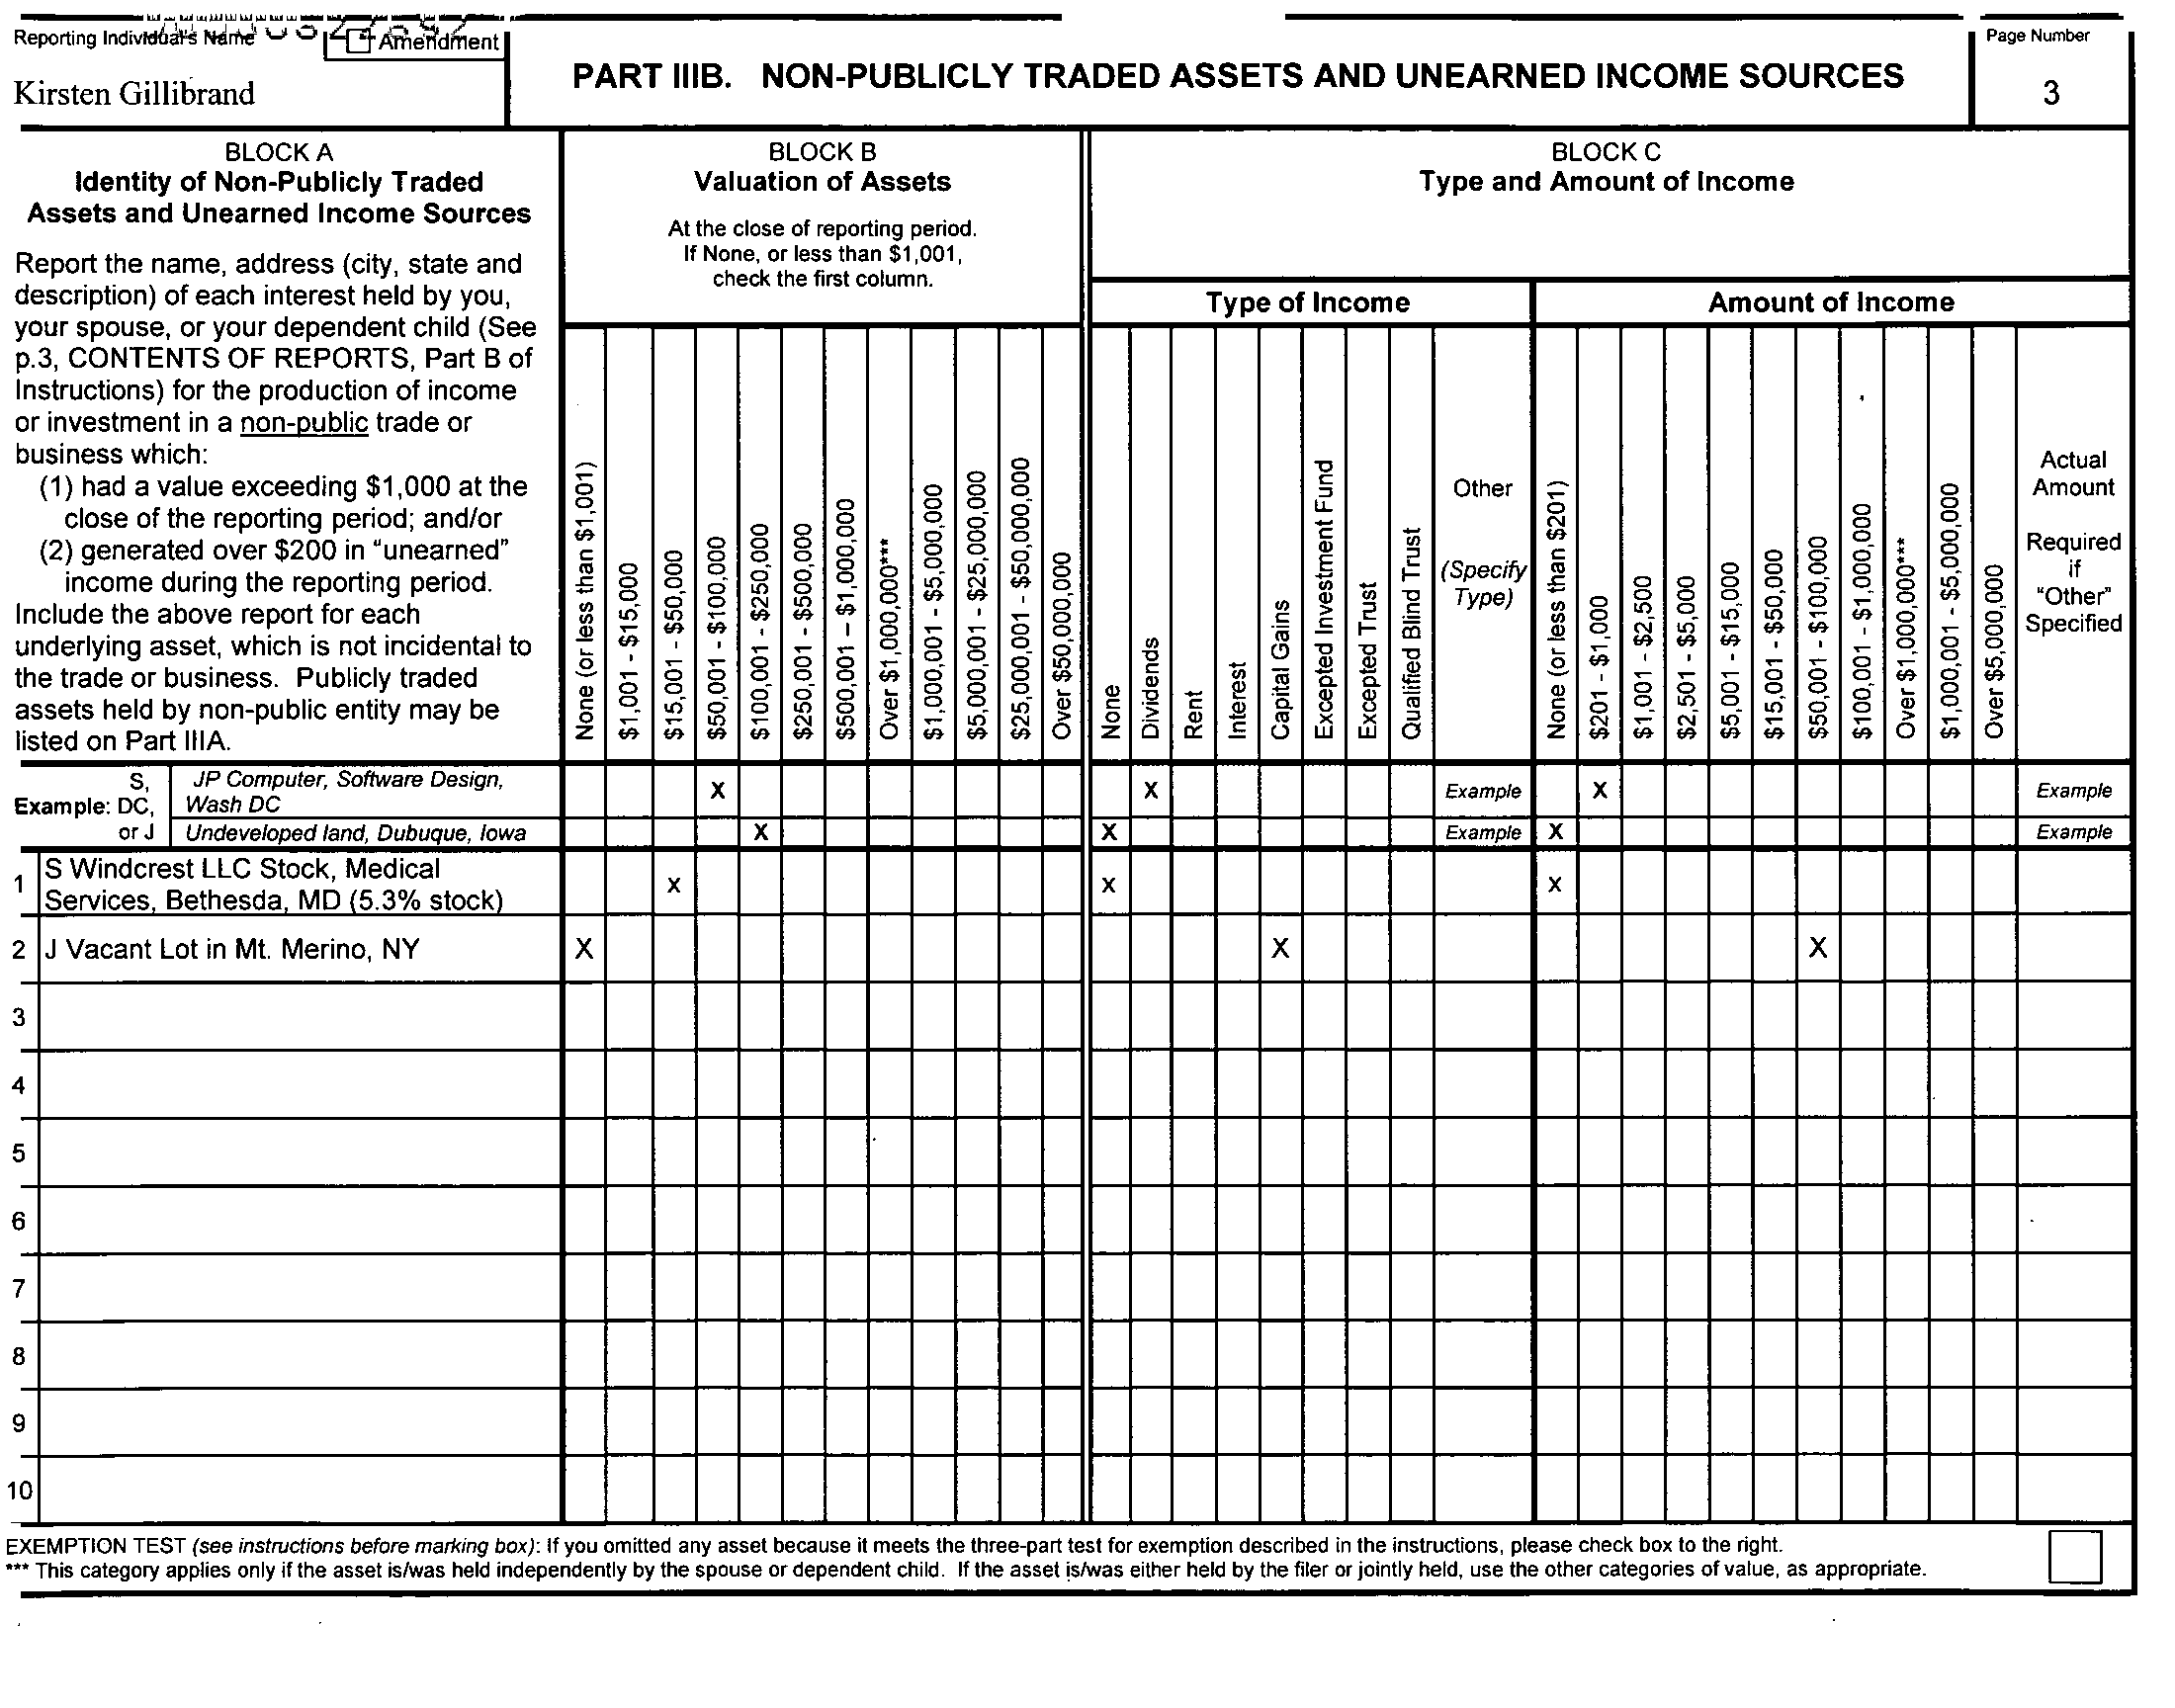 Reporting Individual's Name
Amendment
Kirsten Gillibrand
PART IIIB. NON-PUBLICLY TRADED ASSETS AND UNEARNED INCOME SOURCES
Page Number
3
BLOCK A
Identity of Non-Publicly Traded
Assets and Unearned Income Sources
Report the name, address (city, state and
description) of each interest held by you,
your spouse, or your dependent child (See
p.3, CONTENTS OF REPORTS, Part B of
Instructions) for the production of income
or investment in a non-public trade or
business which:
(1) had a value exceeding $1,000 at the
close of the reporting period; and/or
(2) generated over $200 in "unearned"
income during the reporting period.
Include the above report for each
underlying asset, which is not incidental to
the trade or business. Publicly traded
assets held by non-public entity may be
listed on Part IIIA.
BLOCK B
Valuation of Assets
At the close of reporting period.
If None, or less than $1,001,
check the first column.
None (or less than $1,001)
$1,001 - $15,000
$15,001 - $50,000
$50,001 - $100,000
$100,001 - $250,000
$250,001 - $500,000
$500,001 – $1,000,000
Over $1,000,000***
$1,000,001 - $5,000,000
$5,000,001 - $25,000,000
$25,000,001 - $50,000,000
Over $50,000,000
BLOCK C
Type and Amount of Income
Type of Income
None
Dividends
Rent
Interest
Capital Gains
Excepted Investment Fund
Excepted Trust
Qualified Blind Trust
Other
(Specify
Type)
Amount of Income
None (or less than $201)
$201 - $1,000
$1,001 - $2,500
$2,501 - $5,000
$5,001 - $15,000
$15,001 - $50,000
$50,001 - $100,000
$100,001 - $1,000,000
Over $1,000,000***
$1,000,001 - $5,000,000
Over $5,000,000
Actual
Amount
Required
if
"Other"
Specified
Example: S,
DC,
or J
JP Computer, Software Design,
Wash DC
X X Example X Example
Undeveloped land, Dubuque, Iowa X X Example X Example
1 S Windcrest LLC Stock, Medical
Services, Bethesda, MD (5.3% stock) X X X
2 J Vacant Lot in Mt. Merino, NY X X X
3
4
5
6
7
8
9
10
EXEMPTION TEST (see instructions before marking box): If you omitted any asset because it meets the three-part test for exemption described in the instructions, please check box to the right.
*** This category applies only if the asset is/was held independently by the spouse or dependent child. If the asset is/was either held by the filer or jointly held, use the other categories of value, as appropriate.